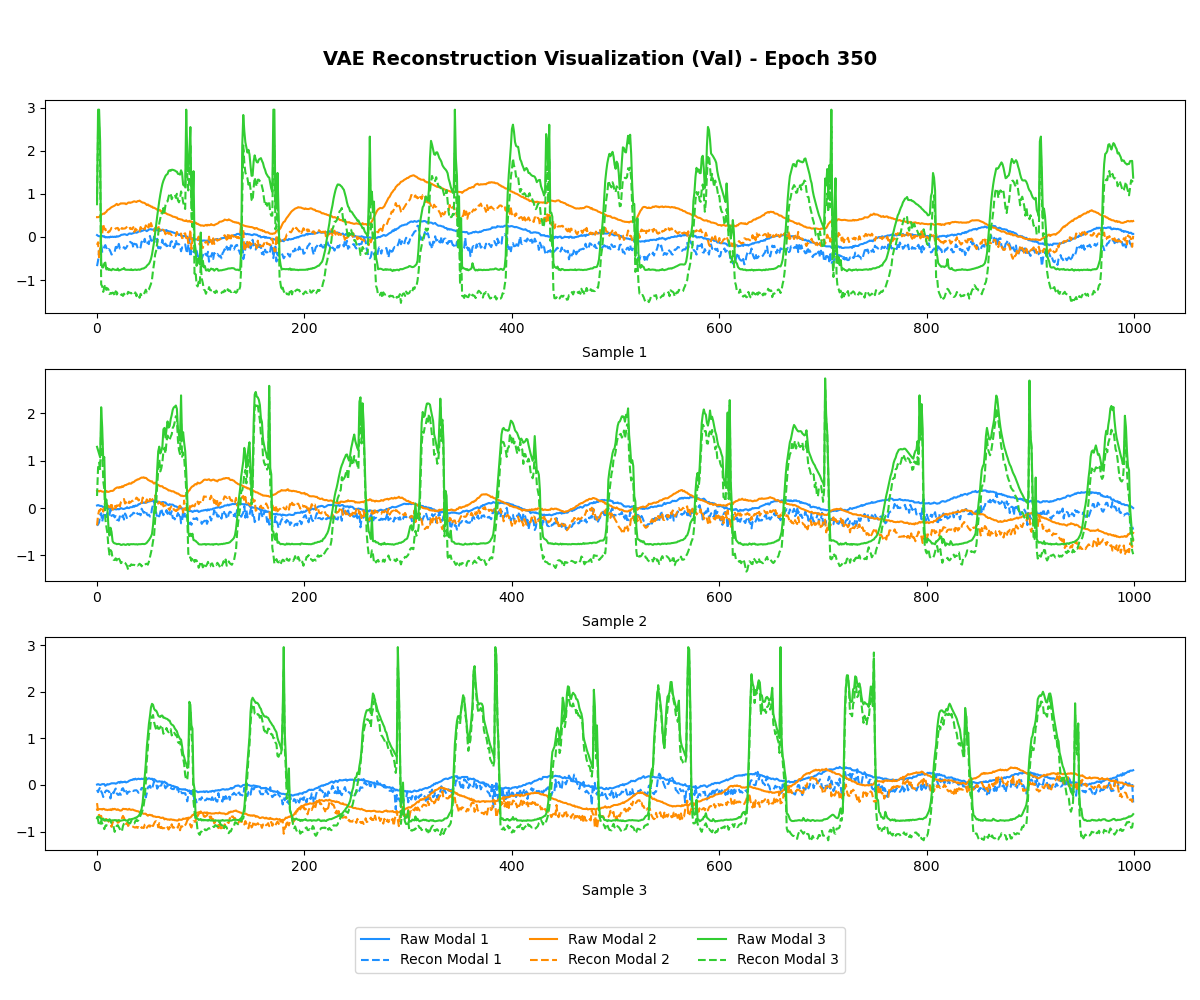 VAE Reconstruction Visualization (Val) - Epoch 350
3
2
1
0
−1
0 200 400 600 800 1000
Sample 1
2
1
0
−1
0 200 400 600 800 1000
Sample 2
3
2
1
0
−1
0 200 400 600 800 1000
Sample 3
Raw Modal 1 Raw Modal 2 Raw Modal 3
Recon Modal 1 Recon Modal 2 Recon Modal 3